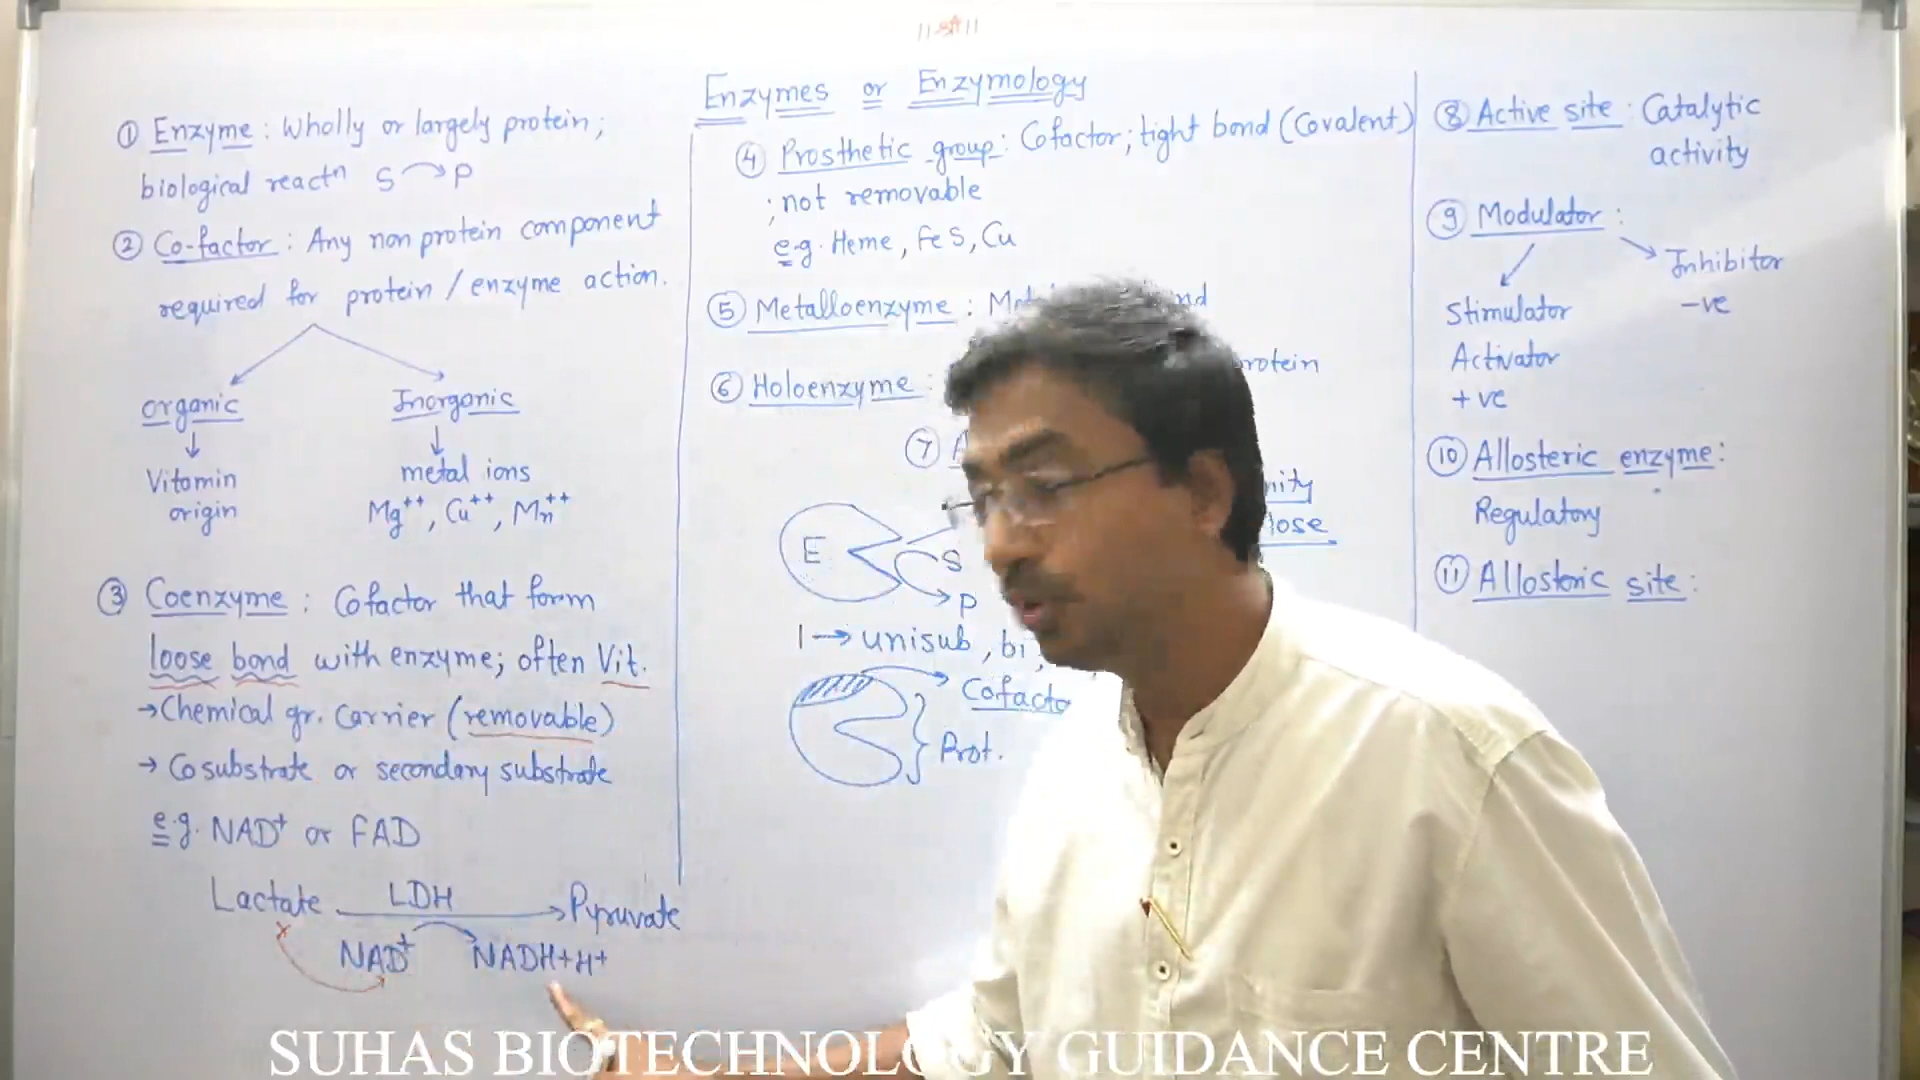 ||श्री||
Enzymes or Enzymology
① Enzyme : Wholly or largely protein;
biological reactⁿ S → P
② Co-factor : Any non protein component
required for protein / enzyme action.
organic Inorganic
↓ ↓
Vitamin metal ions
origin Mg⁺⁺, Cu⁺⁺, Mn⁺⁺
③ Coenzyme : Cofactor that form
loose bond with enzyme; often Vit.
→ Chemical gr. Carrier (removable)
→ Cosubstrate or secondary substrate
e.g. NAD⁺ or FAD
Lactate LDH → Pyruvate
NAD⁺ NADH+H+
④ Prosthetic group : Cofactor; tight bond (Covalent)
; not removable
e.g. Heme, FeS, Cu
⑤ Metalloenzyme :
⑥ Holoenzyme :
⑦
E
S
P
1 → unisub, bi,
Prot.
⑧ Active site : Catalytic
activity
⑨ Modulator :
Inhibitor
-ve
Stimulator
Activator
+ve
⑩ Allosteric enzyme :
Regulatory
⑪ Allosteric site :
SUHAS BIOTECHNOLOGY GUIDANCE CENTRE